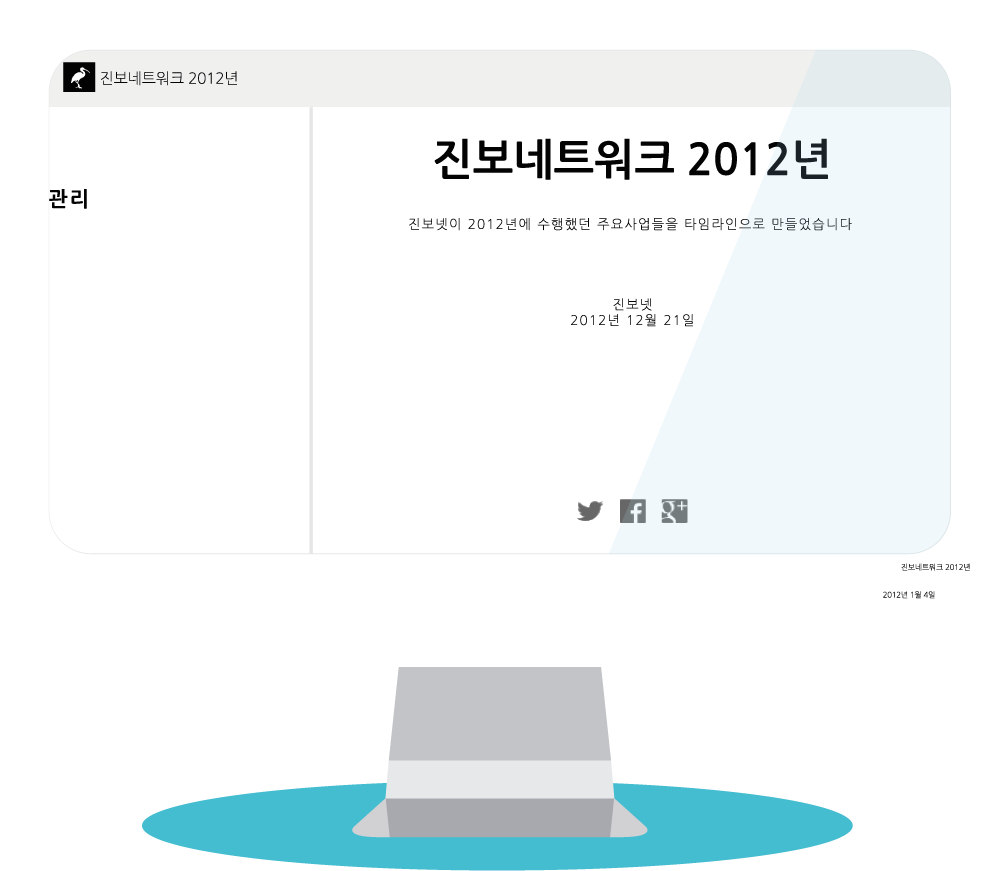 진보네트워크 2012년
관리
진보네트워크 2012년
진보넷이 2012년에 수행했던 주요사업들을 타임라인으로 만들었습니다
진보넷
2012년 12월 21일
진보네트워크 2012년
2012년 1월 4일